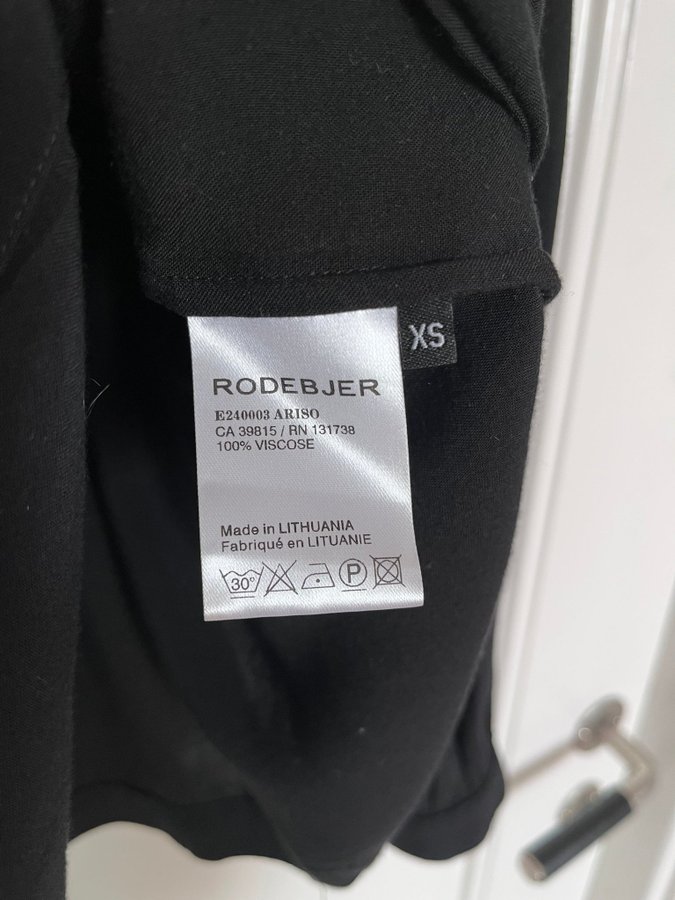 XS
RODEBJER
E240003 ARISO
CA 39815 / RN 131738
100% VISCOSE
Made in LITHUANIA
Fabriqué en LITUANIE
30° P